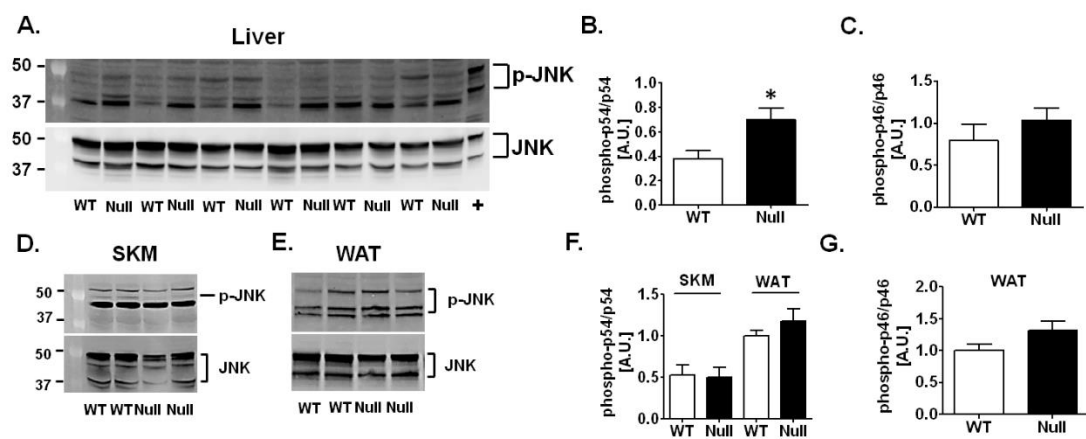 A.
Liver
50
37
p-JNK
50
37
JNK
WT Null WT Null WT Null WT Null WT Null WT Null +
B.
phospho-p54/p54
[A.U.]
1.0
0.8
0.6
0.4
0.2
0.0
*
WT Null
C.
phospho-p46/p46
[A.U.]
1.5
1.0
0.5
0.0
WT Null
D.
SKM
50
37
p-JNK
50
37
JNK
WT WT Null Null
E.
WAT
p-JNK
JNK
WT WT Null Null
F.
phospho-p54/p54
[A.U.]
1.5
1.0
0.5
0.0
SKM WAT
WT Null WT Null
G.
WAT
phospho-p46/p46
[A.U.]
2.0
1.5
1.0
0.5
0.0
WT Null